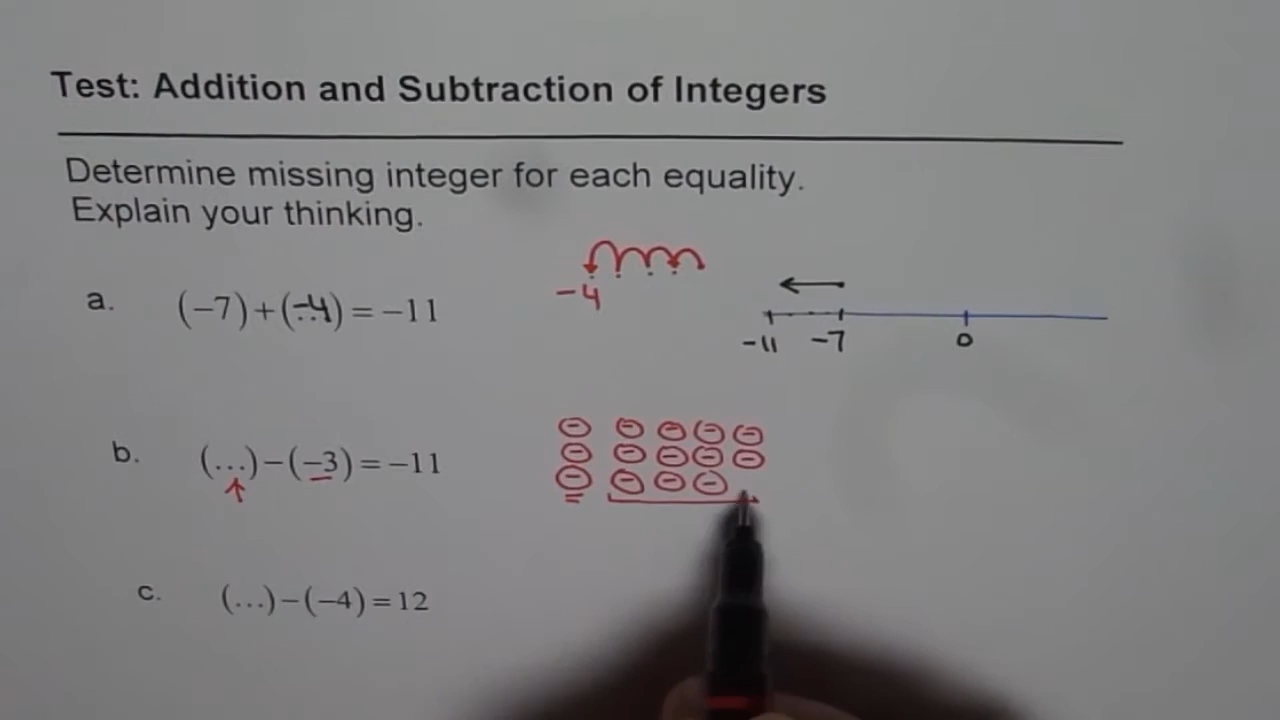 Test: Addition and Subtraction of Integers
Determine missing integer for each equality.
Explain your thinking.
-4
a. (−7)+(−4)=−11
-11 -7 0
⊖ ⊖ ⊖ ⊖ ⊖
⊖ ⊖ ⊖ ⊖ ⊖
⊖ ⊖ ⊖ ⊖
b. (...)−(−3)=−11
c. (...)−(−4)=12